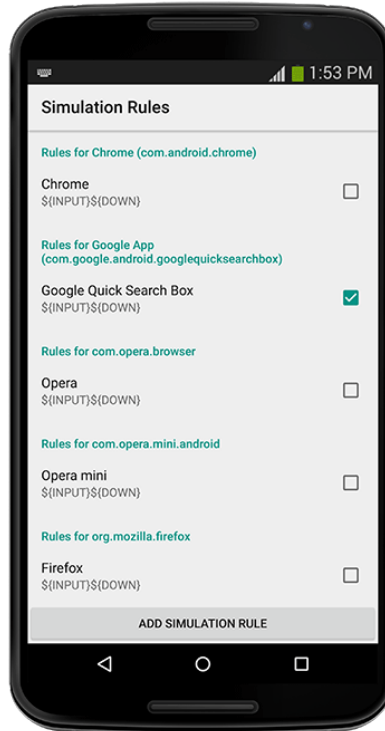 1:53 PM
Simulation Rules
Rules for Chrome (com.android.chrome)
Chrome
${INPUT}${DOWN}
Rules for Google App
(com.google.android.googlequicksearchbox)
Google Quick Search Box
${INPUT}${DOWN}
Rules for com.opera.browser
Opera
${INPUT}${DOWN}
Rules for com.opera.mini.android
Opera mini
${INPUT}${DOWN}
Rules for org.mozilla.firefox
Firefox
${INPUT}${DOWN}
ADD SIMULATION RULE